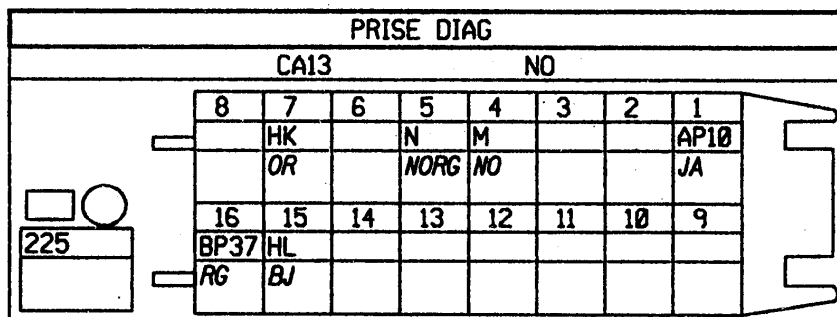 PRISE DIAG
CA13 NO
8 7 6 5 4 3 2 1
HK N M AP10
OR NORG NO JA
16 15 14 13 12 11 10 9
225 BP37 HL
RG BJ